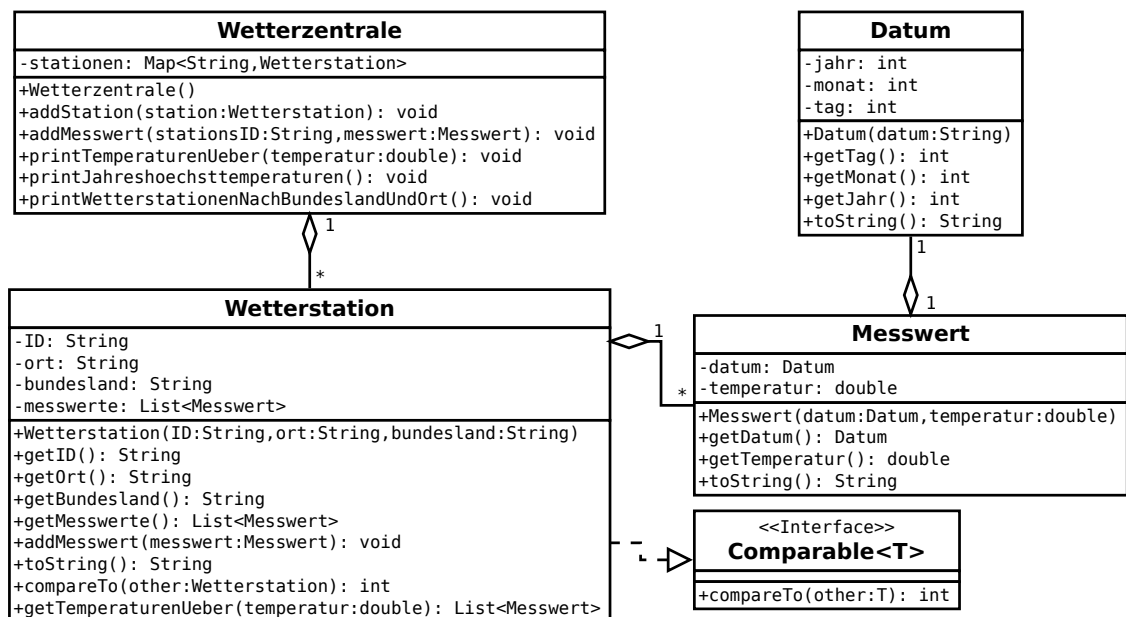 Wetterzentrale
-stationen: Map<String,Wetterstation>
+Wetterzentrale()
+addStation(station:Wetterstation): void
+addMesswert(stationsID:String,messwert:Messwert): void
+printTemperaturenUeber(temperatur:double): void
+printJahreshoechsttemperaturen(): void
+printWetterstationenNachBundeslandUndOrt(): void
1
*
Datum
-jahr: int
-monat: int
-tag: int
+Datum(datum:String)
+getTag(): int
+getMonat(): int
+getJahr(): int
+toString(): String
1
1
Wetterstation
-ID: String
-ort: String
-bundesland: String
-messwerte: List<Messwert>
+Wetterstation(ID:String,ort:String,bundesland:String)
+getID(): String
+getOrt(): String
+getBundesland(): String
+getMesswerte(): List<Messwert>
+addMesswert(messwert:Messwert): void
+toString(): String
+compareTo(other:Wetterstation): int
+getTemperaturenUeber(temperatur:double): List<Messwert>
1
*
Messwert
-datum: Datum
-temperatur: double
+Messwert(datum:Datum,temperatur:double)
+getDatum(): Datum
+getTemperatur(): double
+toString(): String
<<Interface>>
Comparable<T>
+compareTo(other:T): int